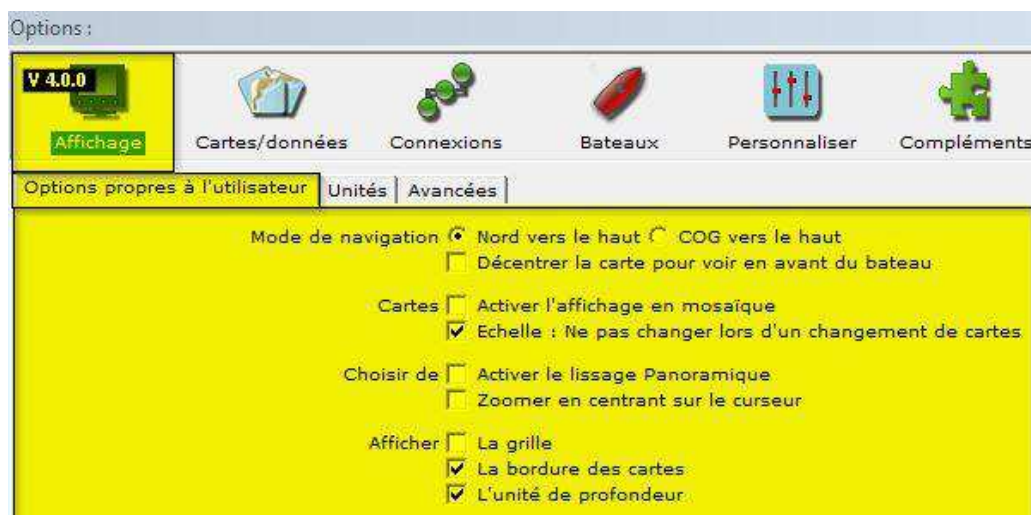 Options :
V 4.0.0
Affichage Cartes/données Connexions Bateaux Personnaliser Compléments
Options propres à l'utilisateur Unités Avancées
Mode de navigation Nord vers le haut COG vers le haut
Décentrer la carte pour voir en avant du bateau
Cartes Activer l'affichage en mosaïque
Echelle : Ne pas changer lors d'un changement de cartes
Choisir de Activer le lissage Panoramique
Zoomer en centrant sur le curseur
Afficher La grille
La bordure des cartes
L'unité de profondeur